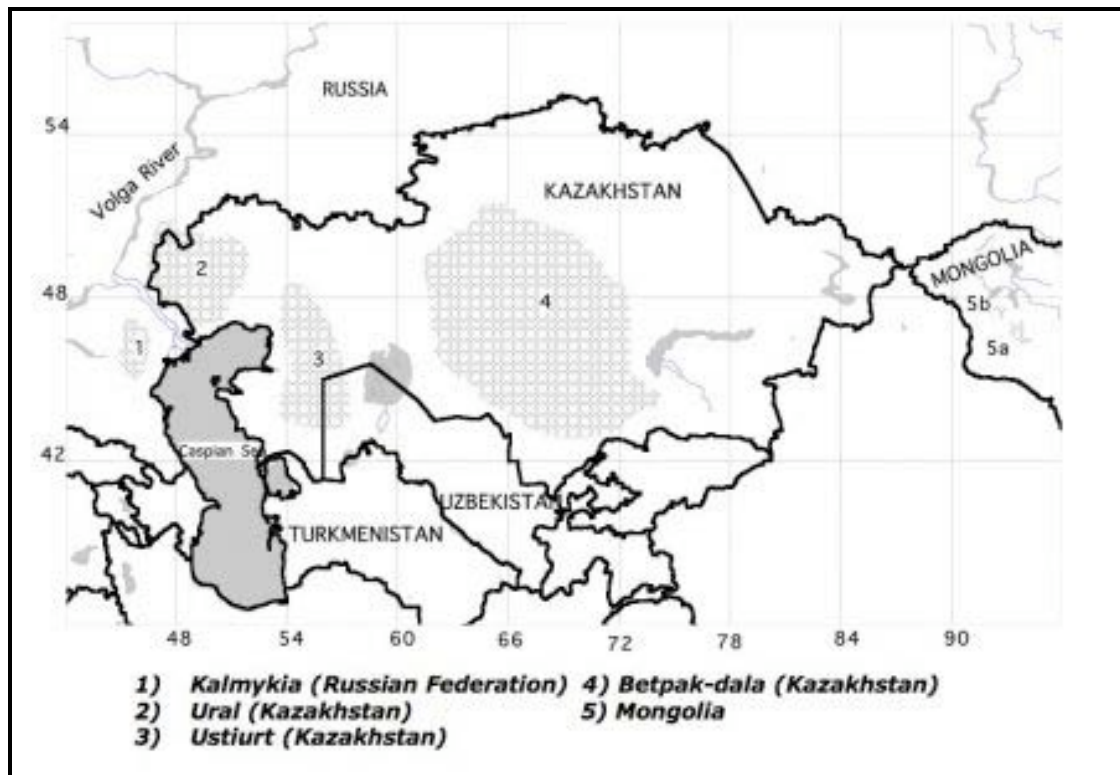 RUSSIA
54
Volga River
KAZAKHSTAN
2
MONGOLIA
48
4
5b
1
3
5a
42
Caspian Sea
UZBEKISTAN
TURKMENISTAN
48 54 60 66 72 78 84 90
1) Kalmykia (Russian Federation) 4) Betpak-dala (Kazakhstan)
2) Ural (Kazakhstan) 5) Mongolia
3) Ustiurt (Kazakhstan)